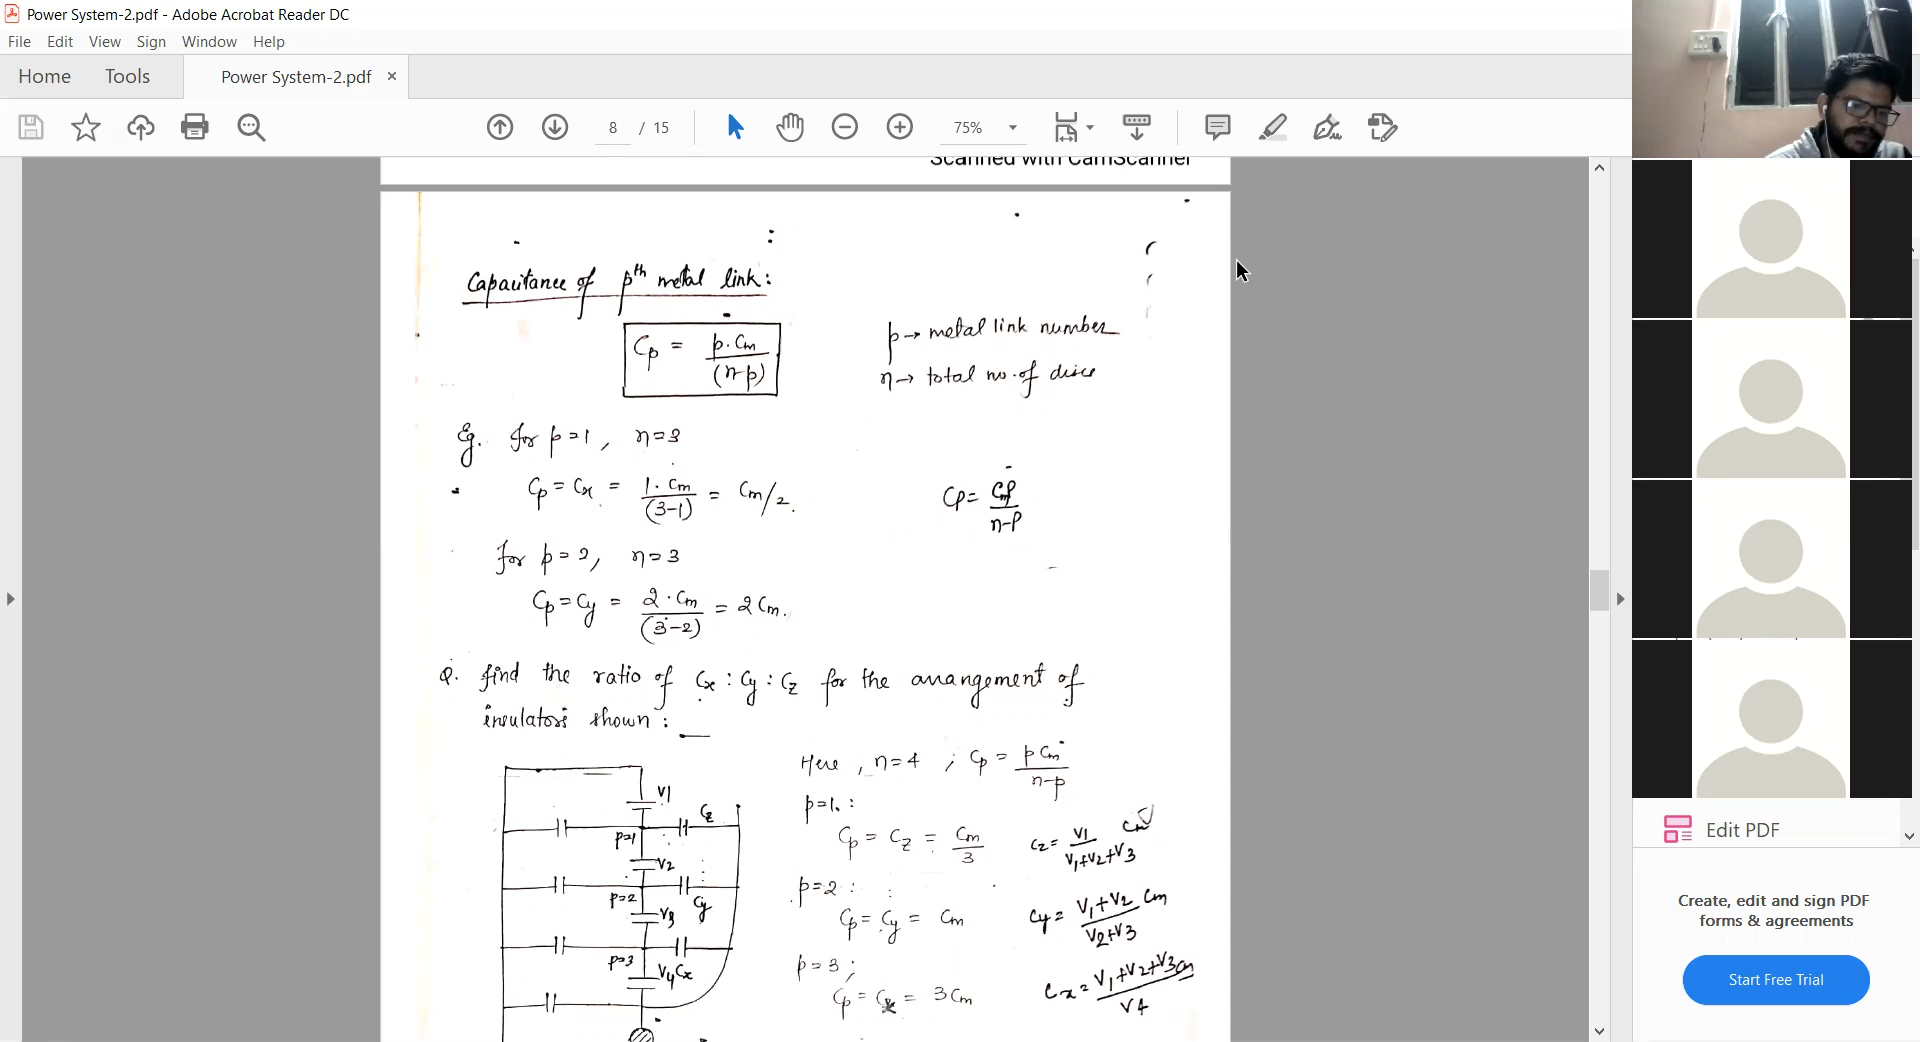 Power System-2.pdf - Adobe Acrobat Reader DC
File Edit View Sign Window Help
Home Tools Power System-2.pdf ×
8 / 15 75%
Scanned with CamScanner
Capacitance of pth metal link:
Cp = p.Cm / (n-p)
p → metal link number
n → total no. of discs
Eg. for p=1, n=3
Cp = Cx = 1.Cm / (3-1) = Cm/2.
Cp = Cmp / n-p
for p = 2, n=3
Cp = Cy = 2.Cm / (3-2) = 2Cm.
Q. find the ratio of Cx : Cy : Cz for the arrangement of
insulators shown :
Here, n=4 ; Cp = pCm / n-p
p=1 :
Cp = Cz = Cm / 3
Cz = V1 / V1+V2+V3 Cm
p=2 :
Cp = Cy = Cm
Cy = V1+V2 / V2+V3 Cm
p=3 ;
Cp = Cx = 3Cm
Cx = V1+V2+V3 Cm / V4
V1
Cz
p=1
V2
p=2
Cy
V3
p=3
V4 Cx
Edit PDF
Create, edit and sign PDF
forms & agreements
Start Free Trial